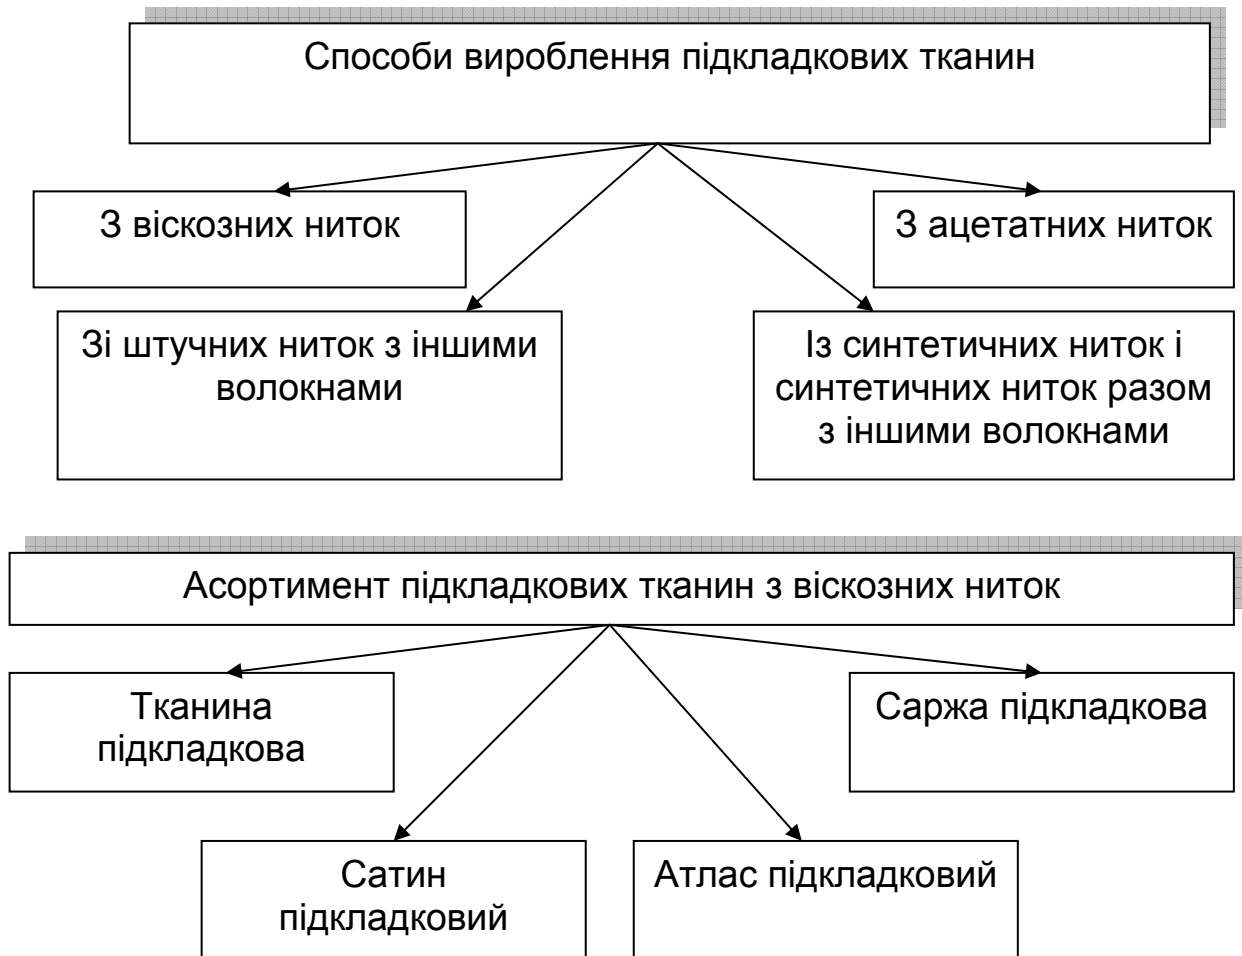 Способи вироблення підкладкових тканин
З віскозних ниток
З ацетатних ниток
Зі штучних ниток з іншими
волокнами
Із синтетичних ниток і
синтетичних ниток разом
з іншими волокнами
Асортимент підкладкових тканин з віскозних ниток
Тканина
підкладкова
Саржа підкладкова
Сатин
підкладковий
Атлас підкладковий